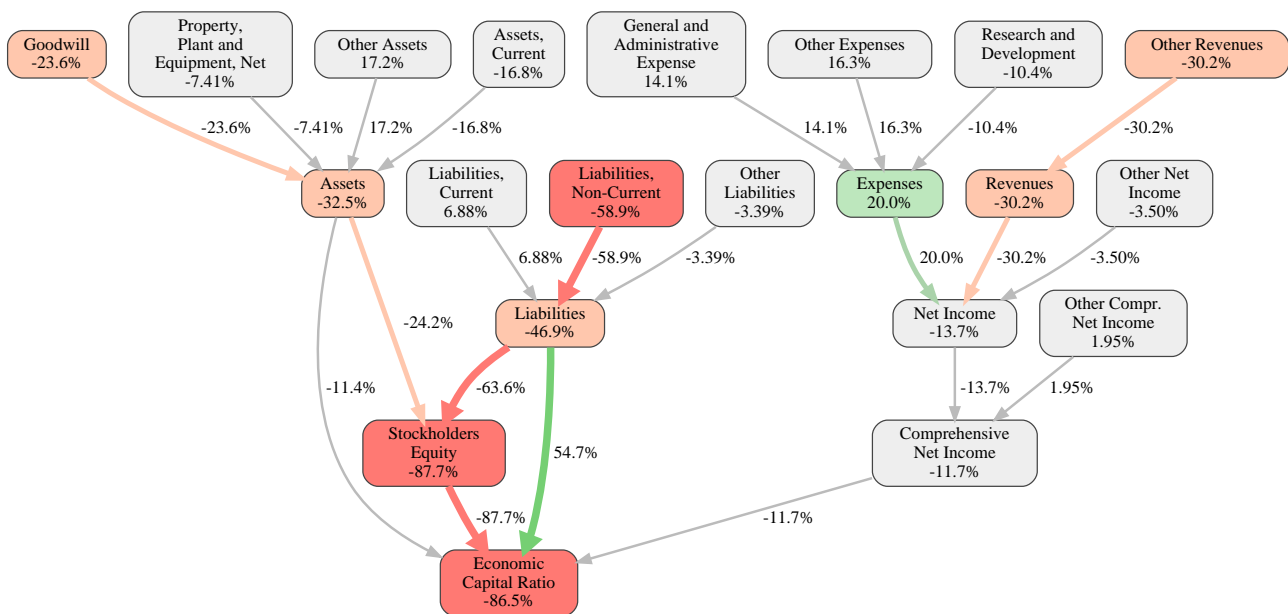 Goodwill
-23.6%
Property,
Plant and
Equipment, Net
-7.41%
Other Assets
17.2%
Assets,
Current
-16.8%
General and
Administrative
Expense
14.1%
Other Expenses
16.3%
Research and
Development
-10.4%
Other Revenues
-30.2%
-23.6%
-7.41%
17.2%
-16.8%
14.1%
16.3%
-10.4%
-30.2%
Assets
-32.5%
Liabilities,
Current
6.88%
Liabilities,
Non-Current
-58.9%
Other
Liabilities
-3.39%
Expenses
20.0%
Revenues
-30.2%
Other Net
Income
-3.50%
6.88%
-58.9%
-3.39%
20.0%
-30.2%
-3.50%
Liabilities
-46.9%
Net Income
-13.7%
Other Compr.
Net Income
1.95%
-24.2%
-11.4%
-63.6%
54.7%
-13.7%
1.95%
Stockholders
Equity
-87.7%
Comprehensive
Net Income
-11.7%
-87.7%
-11.7%
Economic
Capital Ratio
-86.5%